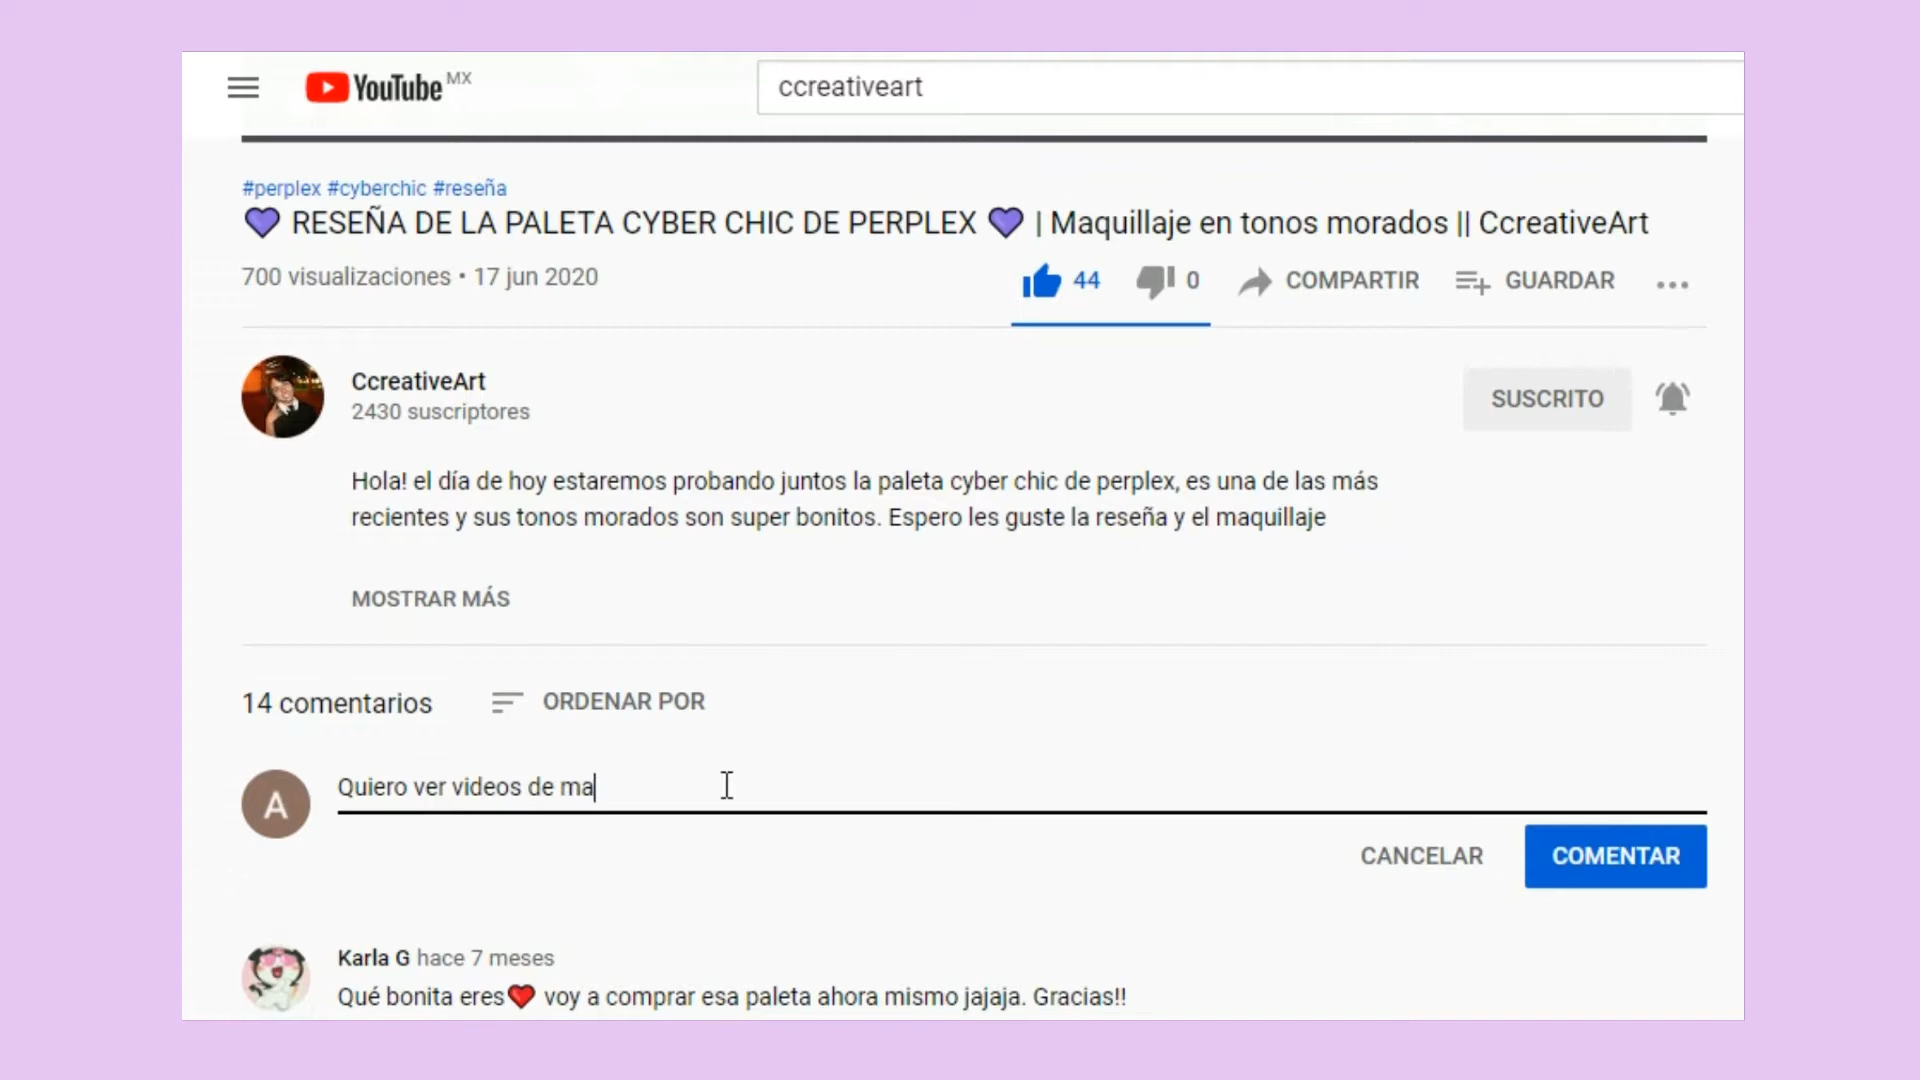 YouTube MX
ccreativeart
#perplex #cyberchic #reseña
💜 RESEÑA DE LA PALETA CYBER CHIC DE PERPLEX 💜 | Maquillaje en tonos morados || CcreativeArt
700 visualizaciones • 17 jun 2020
44 0 COMPARTIR GUARDAR ...
CcreativeArt
2430 suscriptores
SUSCRITO
Hola! el día de hoy estaremos probando juntos la paleta cyber chic de perplex, es una de las más
recientes y sus tonos morados son super bonitos. Espero les guste la reseña y el maquillaje
MOSTRAR MÁS
14 comentarios ORDENAR POR
A
Quiero ver videos de ma
CANCELAR COMENTAR
Karla G hace 7 meses
Qué bonita eres❤️ voy a comprar esa paleta ahora mismo jajaja. Gracias!!